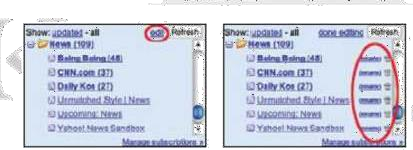 Show: updated - all edit Refresh
News (109)
Boing Boing (48)
CNN.com (37)
Daily Kos (27)
Unmatched Style | News
Upcoming: News
Yahoo! News Sandbox
Manage subscriptions »
Show: updated - all done editing Refresh
News (109)
Boing Boing (48) rename
CNN.com (37) rename
Daily Kos (27) rename
Unmatched Style | News rename
Upcoming: News rename
Yahoo! News Sandbox rename
Manage subscriptions »